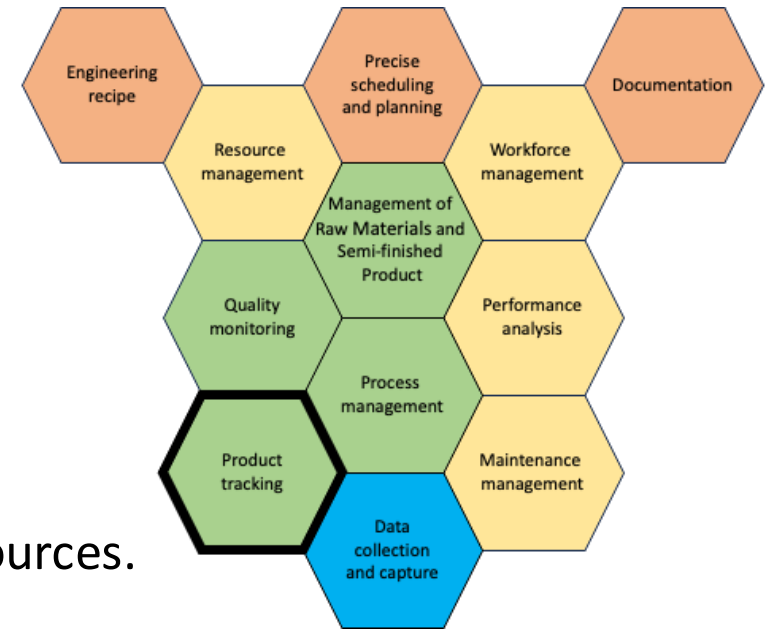 Engineering
recipe
Precise
scheduling
and planning
Documentation
Resource
management
Workforce
management
Management of
Raw Materials and
Semi-finished
Product
Quality
monitoring
Performance
analysis
Process
management
Product
tracking
Maintenance
management
ources.
Data
collection
and capture